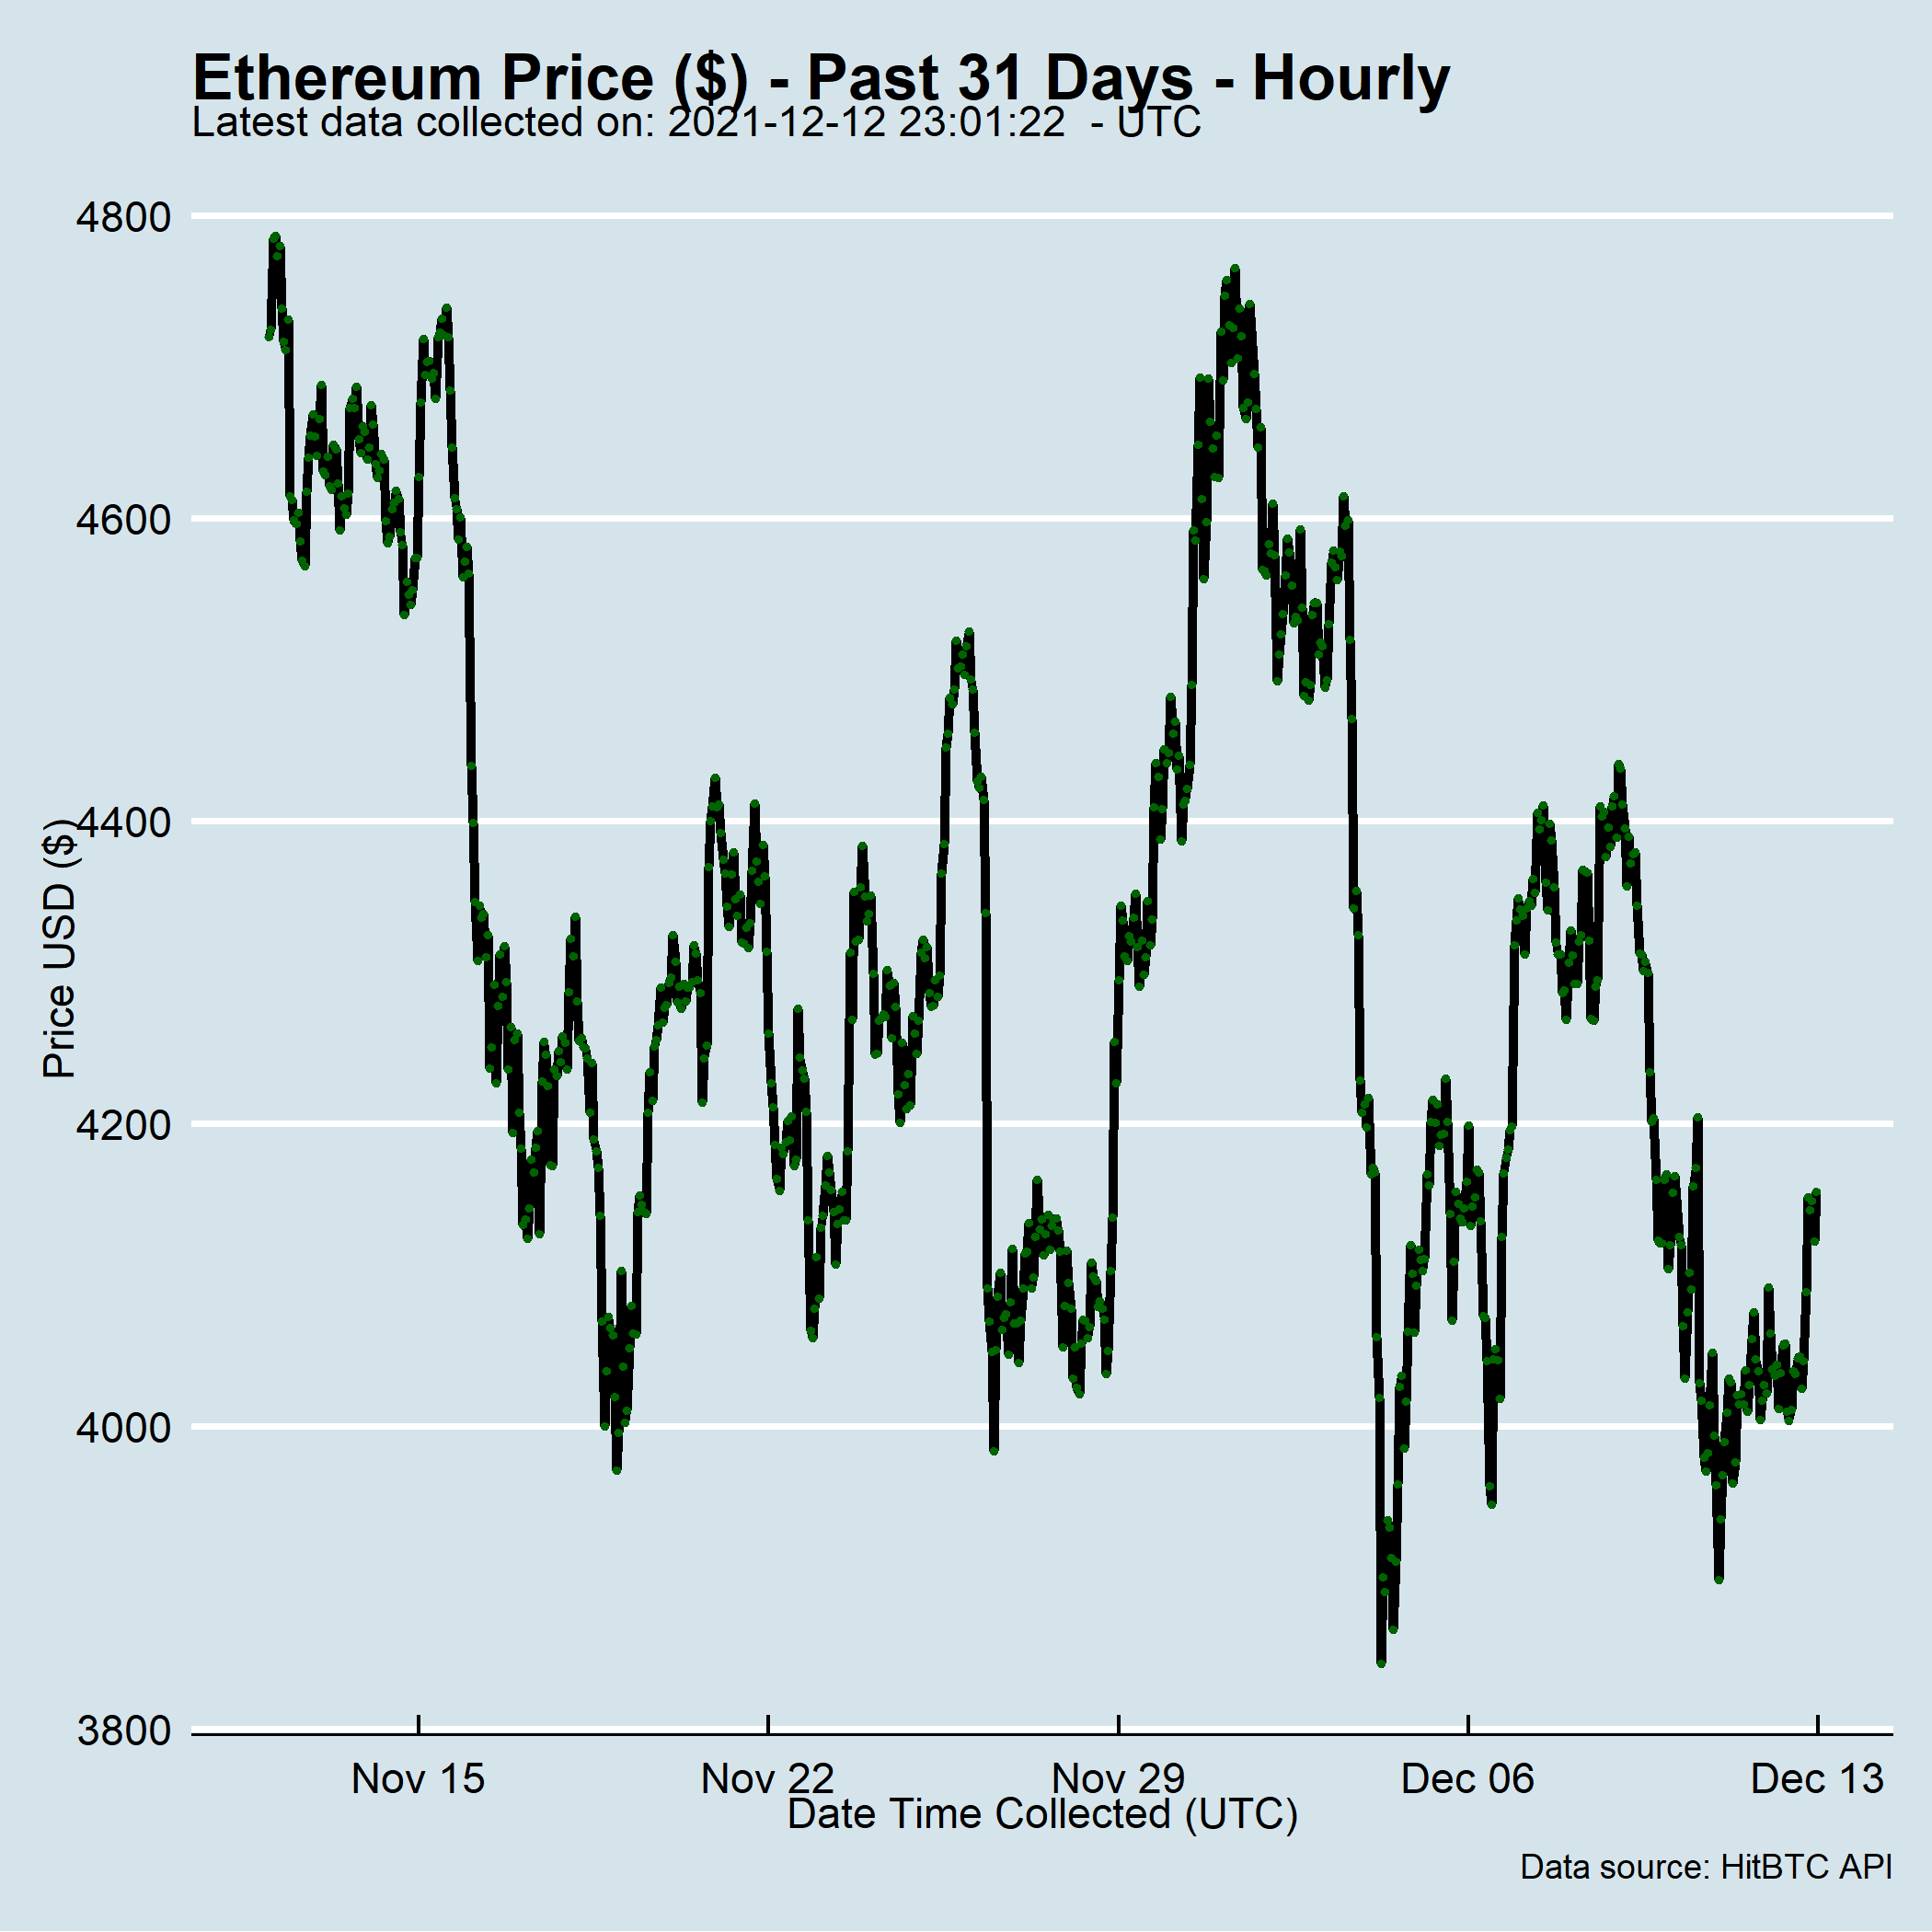 Ethereum Price ($) - Past 31 Days - Hourly
Latest data collected on: 2021-12-12 23:01:22  - UTC
4800
4600
4400
4200
4000
3800
Price USD ($)
Nov 15
Nov 22
Nov 29
Dec 06
Dec 13
Date Time Collected (UTC)
Data source: HitBTC API